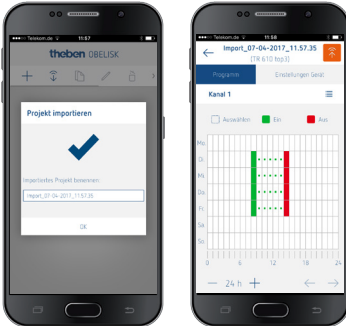 Telekom.de 11:57
theben OBELISK
Projekt importieren
Importiertes Projekt benennen:
Import_07-04-2017_11.57.35
OK
Telekom.de 11:58
Import_07-04-2017_11.57.35
(TR 610 top3)
Programm Einstellungen Gerät
Kanal 1
Auswählen Ein Aus
Mo.
Di.
Mi.
Do.
Fr.
Sa.
So.
0 6 12 18 24
24 h